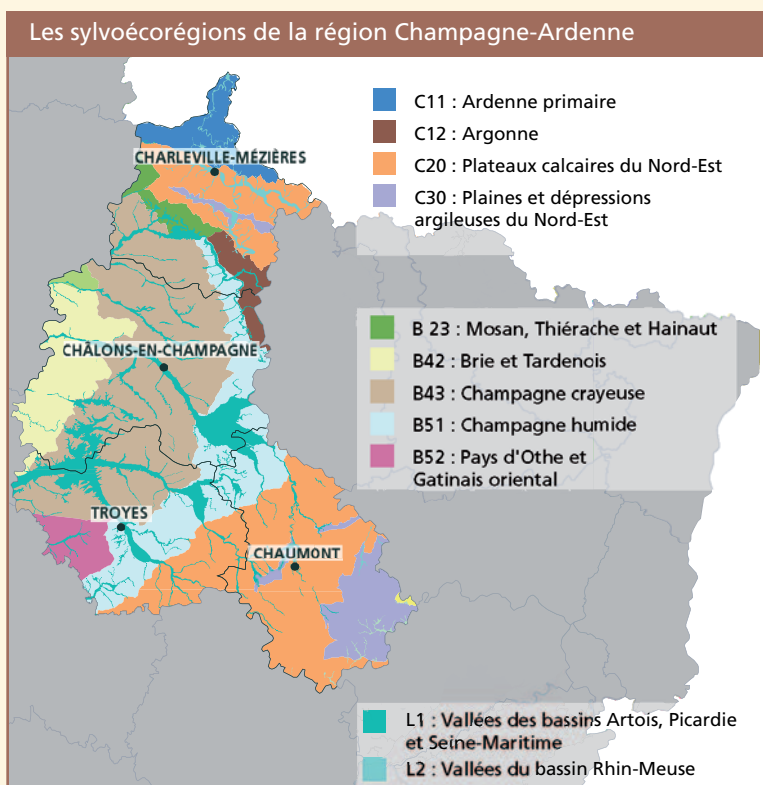 Les sylvoécorégions de la région Champagne-Ardenne
C11 : Ardenne primaire
C12 : Argonne
C20 : Plateaux calcaires du Nord-Est
C30 : Plaines et dépressions
argileuses du Nord-Est
CHARLEVILLE-MÉZIÈRES
B 23 : Mosan, Thiérache et Hainaut
B42 : Brie et Tardenois
B43 : Champagne crayeuse
B51 : Champagne humide
B52 : Pays d'Othe et
Gatinais oriental
CHÂLONS-EN-CHAMPAGNE
TROYES
CHAUMONT
L1 : Vallées des bassins Artois, Picardie
et Seine-Maritime
L2 : Vallées du bassin Rhin-Meuse